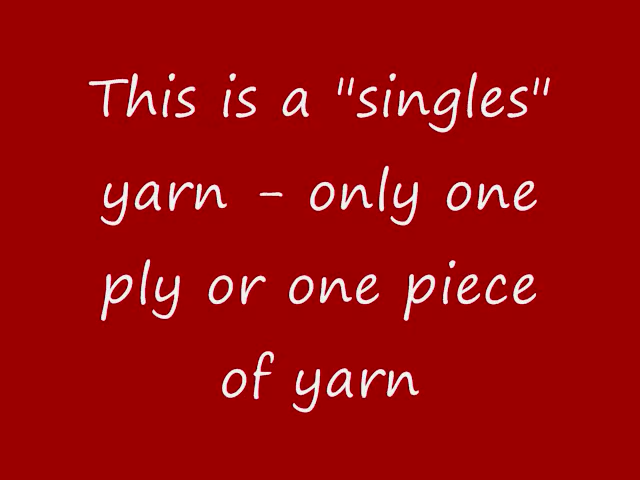 This is a "singles"
yarn - only one
ply or one piece
of yarn